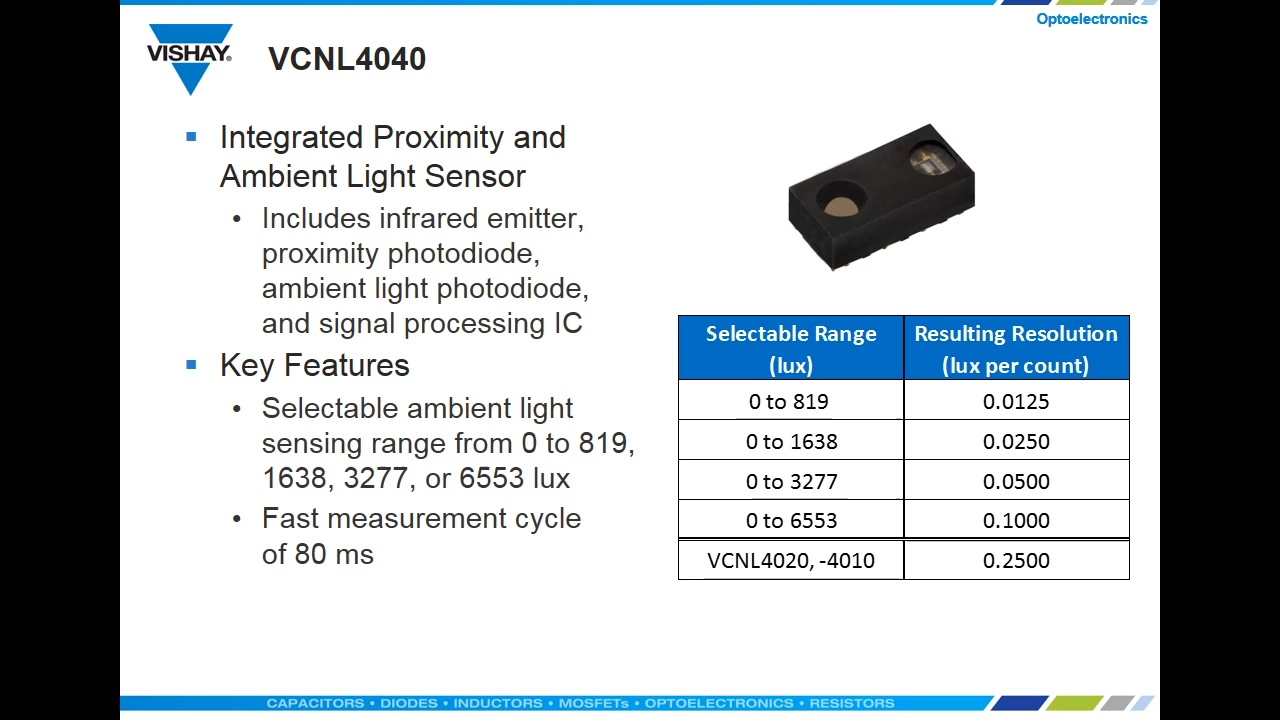 Optoelectronics
VISHAY®
VCNL4040
▪ Integrated Proximity and
Ambient Light Sensor
• Includes infrared emitter,
proximity photodiode,
ambient light photodiode,
and signal processing IC
▪ Key Features
• Selectable ambient light
sensing range from 0 to 819,
1638, 3277, or 6553 lux
• Fast measurement cycle
of 80 ms
Selectable Range (lux) Resulting Resolution (lux per count)
0 to 819 0.0125
0 to 1638 0.0250
0 to 3277 0.0500
0 to 6553 0.1000
VCNL4020, -4010 0.2500
CAPACITORS • DIODES • INDUCTORS • MOSFETs • OPTOELECTRONICS • RESISTORS